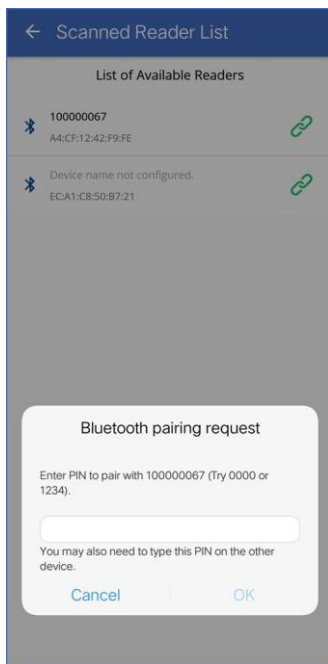 Scanned Reader List
List of Available Readers
100000067
A4:CF:12:42:F9:FE
Device name not configured.
EC:A1:C8:50:B7:21
Bluetooth pairing request
Enter PIN to pair with 100000067 (Try 0000 or
1234).
You may also need to type this PIN on the other
device.
Cancel
OK